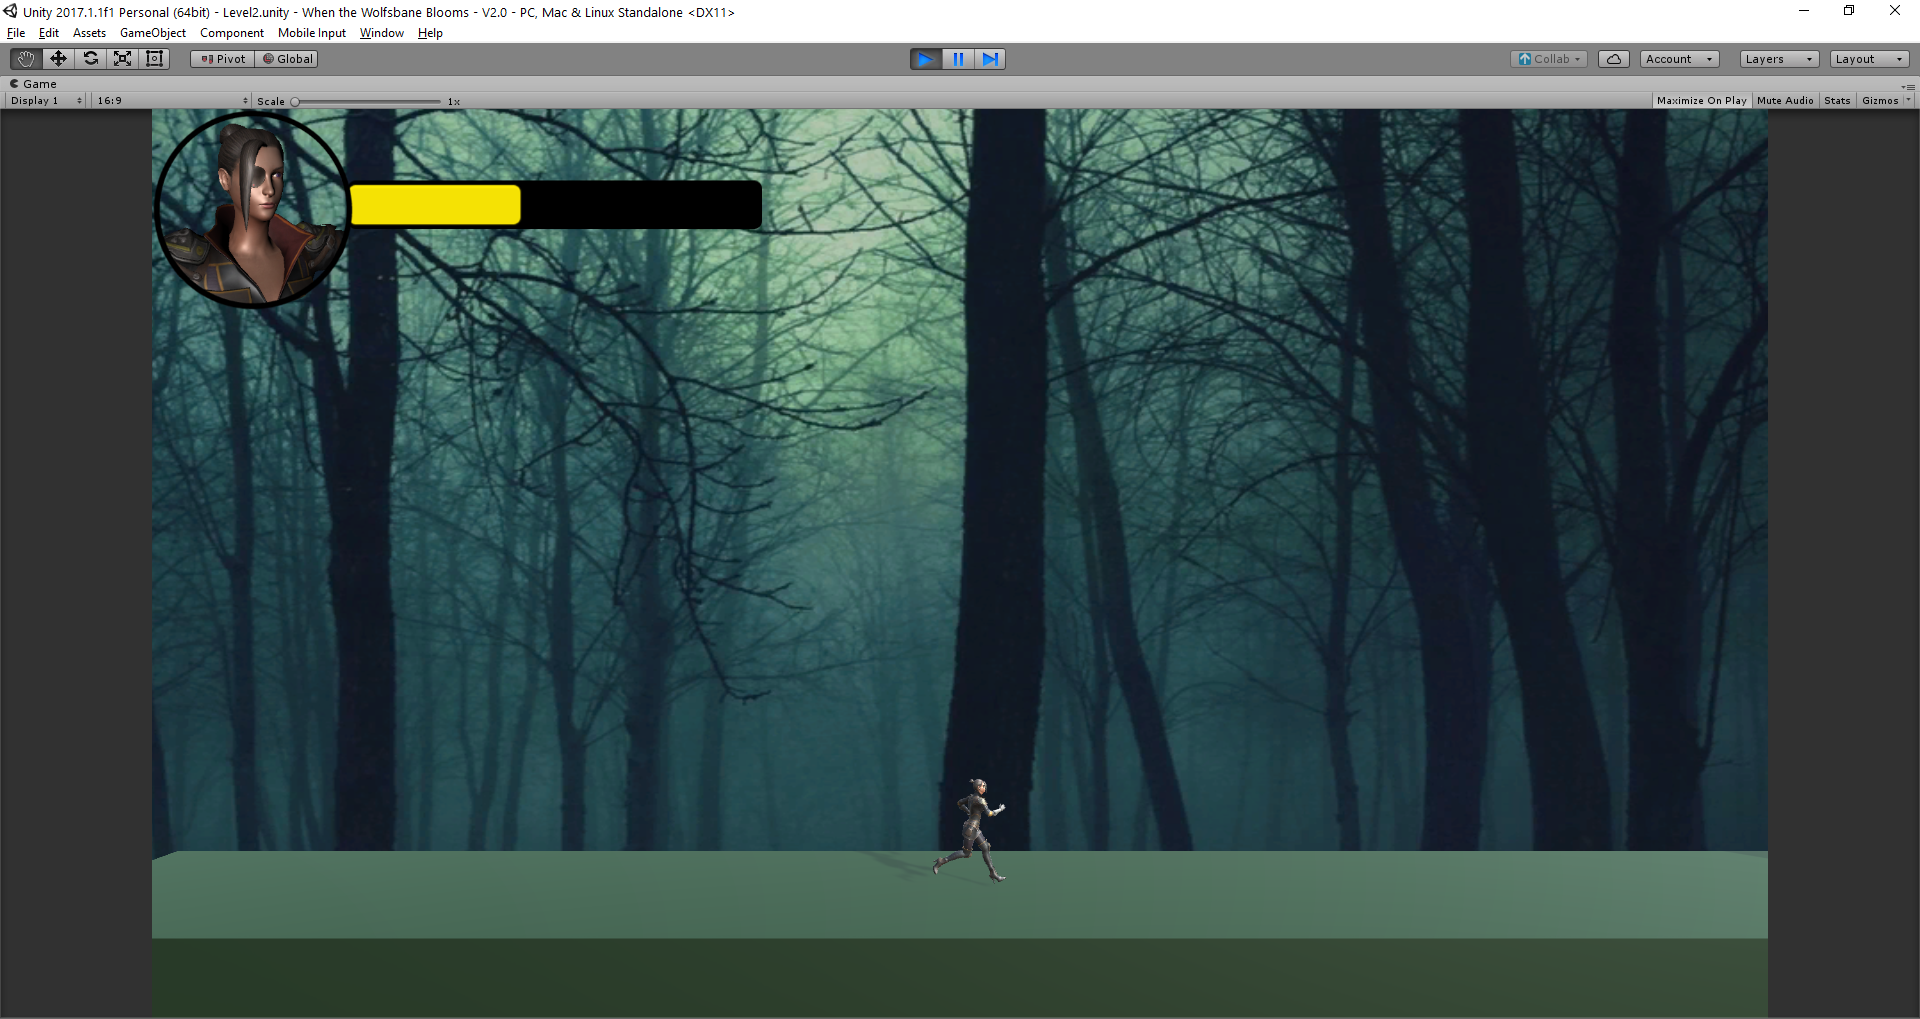 Unity 2017.1.1f1 Personal (64bit) - Level2.unity - When the Wolfsbane Blooms - V2.0 - PC, Mac & Linux Standalone <DX11>
File Edit Assets GameObject Component Mobile Input Window Help
Pivot Global Collab Account Layers Layout
Game
Display 1 16:9 Scale 1x Maximize On Play Mute Audio Stats Gizmos